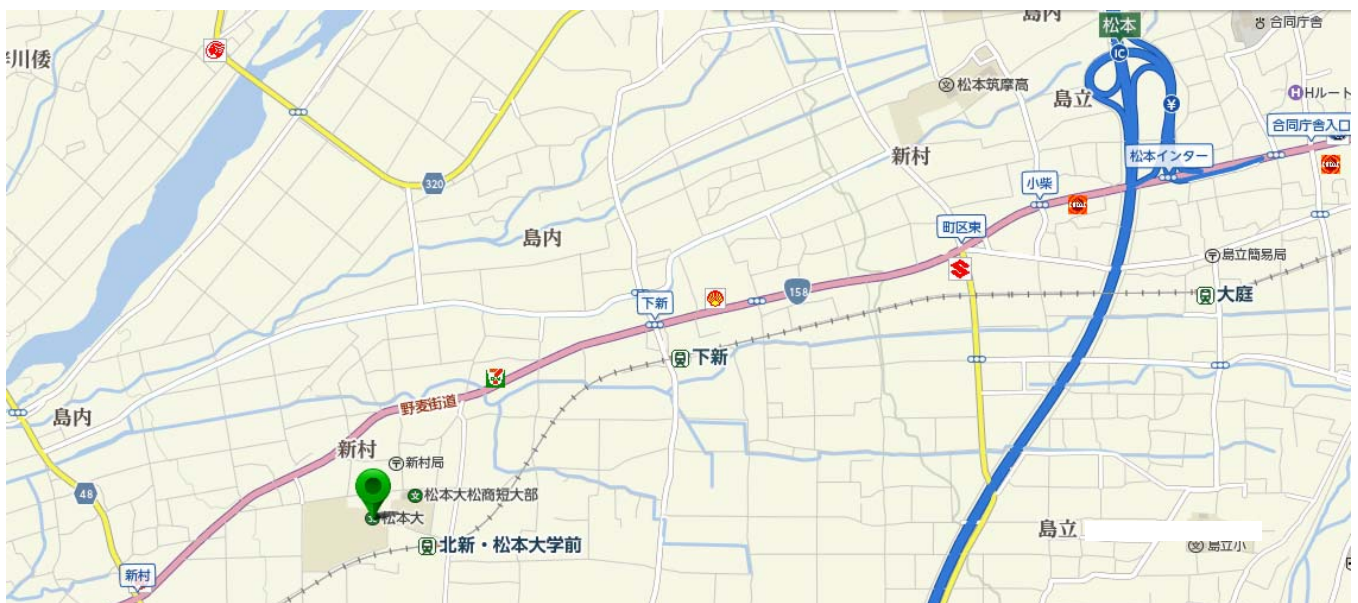 島内
松本
合同庁舎
川倭
IC
松本筑摩高
島立
¥
Hルート
H
新村
合同庁舎入口
松本インター
320
小柴
島内
町区東
島立簡易局
158
大庭
下新
下新
野麦街道
島内
新村
新村局
48
松本大松商短大部
松本大
北新・松本大学前
島立
島立小
新村